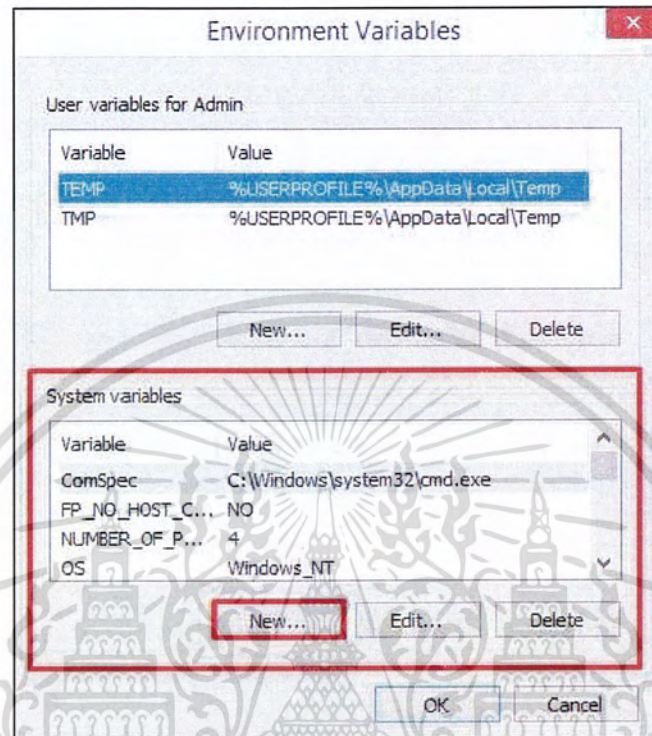 Environment Variables
User variables for Admin
Variable Value
TEMP %USERPROFILE%\AppData\Local\Temp
TMP %USERPROFILE%\AppData\Local\Temp
New... Edit... Delete
System variables
Variable Value
ComSpec C:\Windows\system32\cmd.exe
FP_NO_HOST_C... NO
NUMBER_OF_P... 4
OS Windows_NT
New... Edit... Delete
OK Cancel